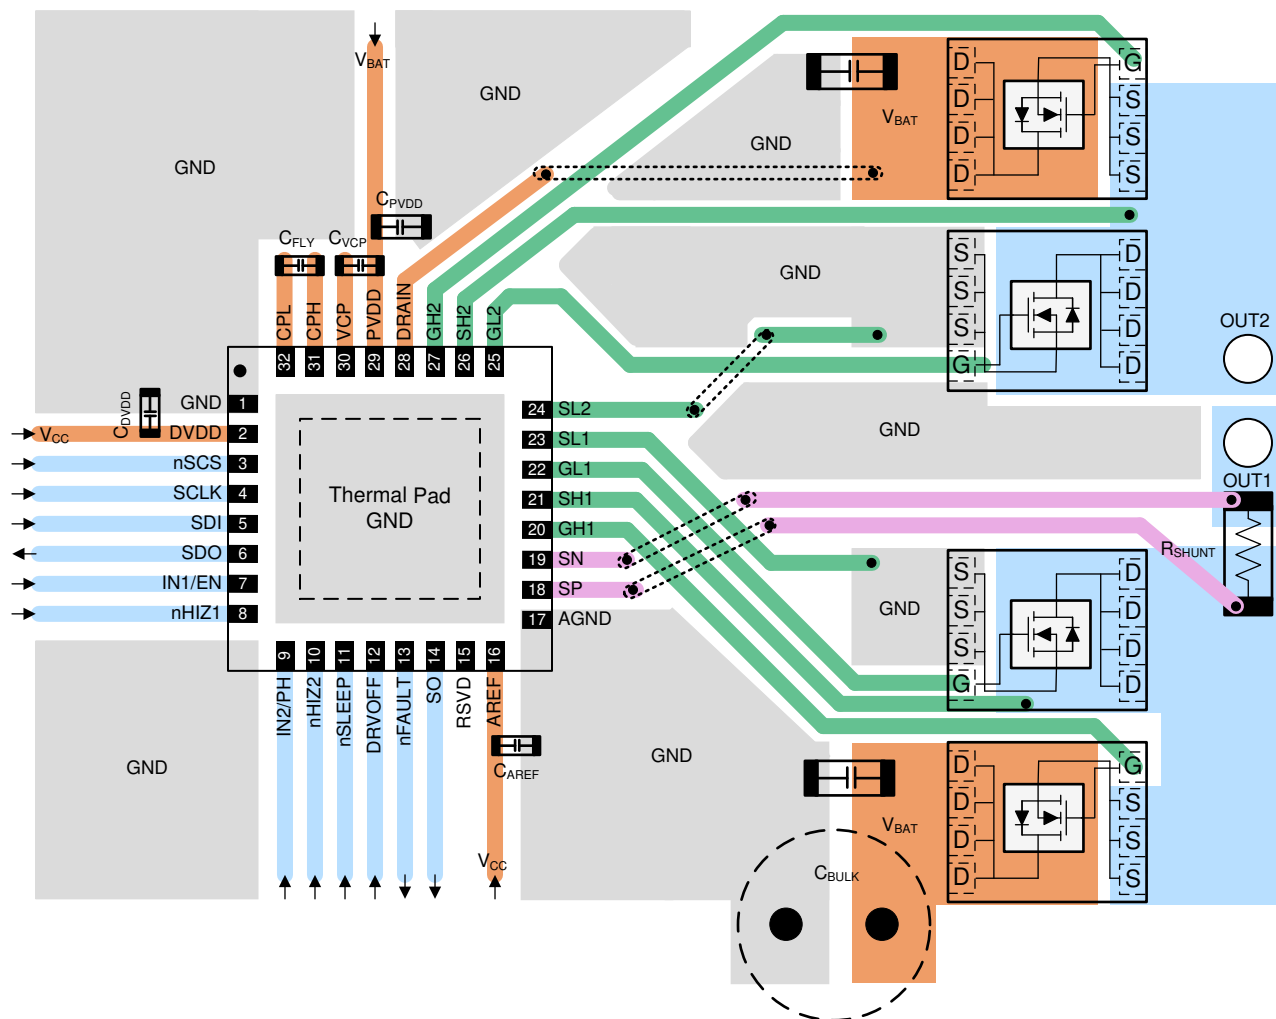 VBAT
GND
GND
GND
VBAT
D
D
D
D
G
S
S
S
CPVDD
CFLY
CVCP
CPL
CPH
VCP
PVDD
DRAIN
GH2
SH2
GL2
32
31
30
29
28
27
26
25
GND
S
S
S
G
D
D
D
D
OUT2
CDVDD
GND
1
VCC
DVDD
2
nSCS
3
SCLK
4
SDI
5
SDO
6
IN1/EN
7
nHIZ1
8
Thermal Pad
GND
24
SL2
23
SL1
22
GL1
21
SH1
20
GH1
19
SN
18
SP
17
AGND
GND
OUT1
RSHUNT
GND
S
S
S
G
D
D
D
D
9
10
11
12
13
14
15
16
IN2/PH
nHIZ2
nSLEEP
DRVOFF
nFAULT
SO
RSVD
AREF
GND
CAREF
VCC
GND
VBAT
D
D
D
D
G
S
S
S
CBULK